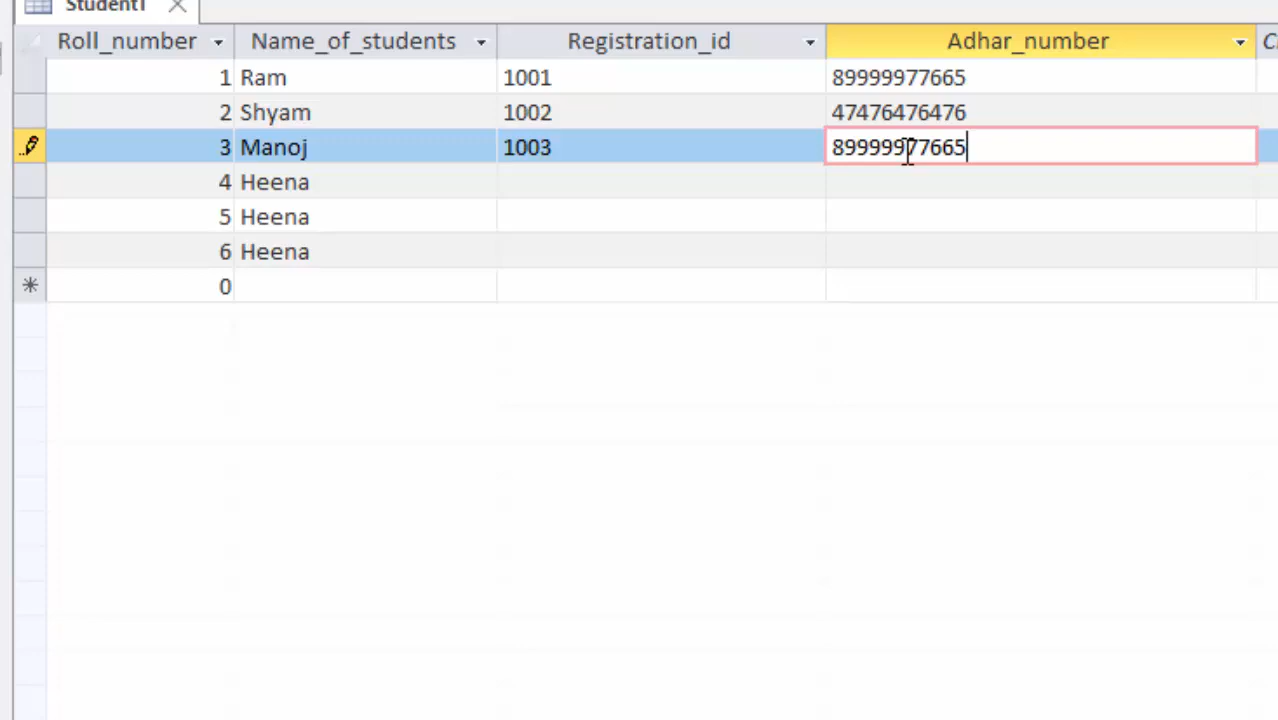 Student1
Roll_number Name_of_students Registration_id Adhar_number
1 Ram 1001 89999977665
2 Shyam 1002 47476476476
3 Manoj 1003 89999977665
4 Heena
5 Heena
6 Heena
0